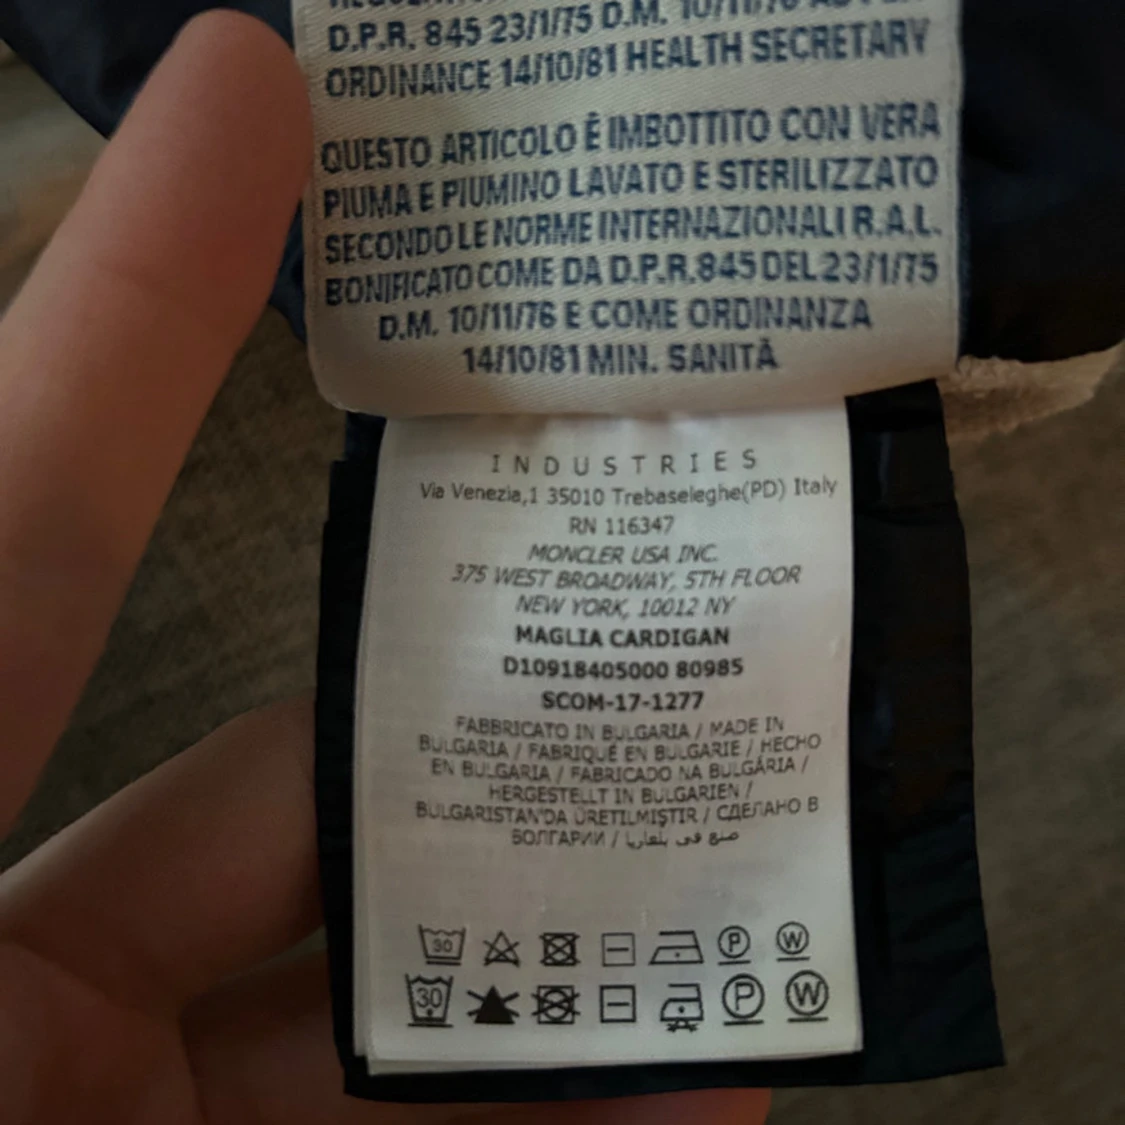 D.P.R. 845 23/1/75 D.M. 10/11/76
ORDINANCE 14/10/81 HEALTH SECRETARY
QUESTO ARTICOLO È IMBOTTITO CON VERA
PIUMA E PIUMINO LAVATO E STERILIZZATO
SECONDO LE NORME INTERNAZIONALI R.A.L.
BONIFICATO COME DA D.P.R.845 DEL 23/1/75
D.M. 10/11/76 E COME ORDINANZA
14/10/81 MIN. SANITÀ
INDUSTRIES
Via Venezia,1 35010 Trebaseleghe(PD) Italy
RN 116347
MONCLER USA INC.
375 WEST BROADWAY, 5TH FLOOR
NEW YORK, 10012 NY
MAGLIA CARDIGAN
D10918405000 80985
SCOM-17-1277
FABBRICATO IN BULGARIA / MADE IN
BULGARIA / FABRIQUÉ EN BULGARIE / HECHO
EN BULGARIA / FABRICADO NA BULGÁRIA /
HERGESTELLT IN BULGARIEN /
BULGARISTAN'DA ÜRETILMIŞTIR / СДЕЛАНО В
БОЛГАРИИ / صنع في بلغاريا
30 P W
30 P W